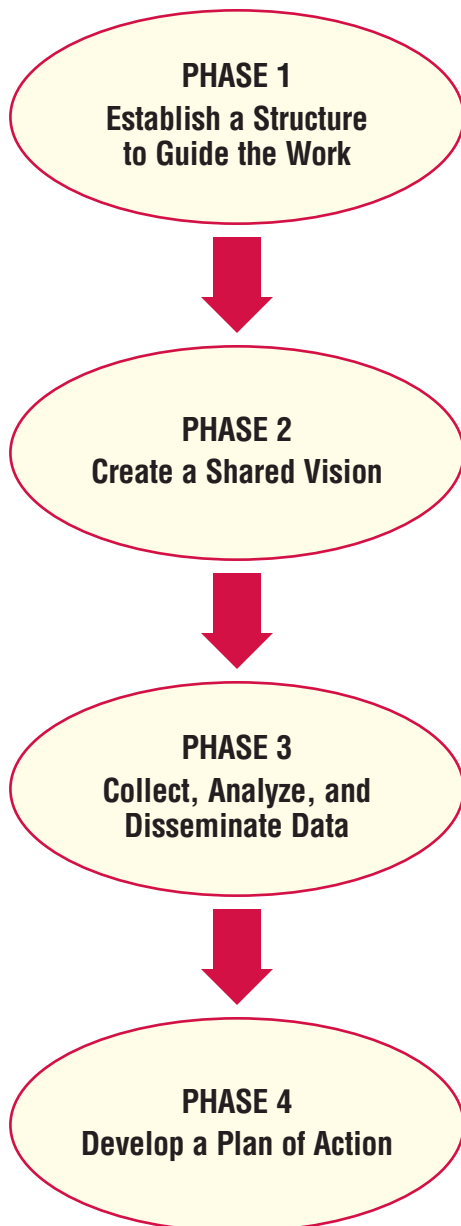 PHASE 1
Establish a Structure
to Guide the Work
PHASE 2
Create a Shared Vision
PHASE 3
Collect, Analyze, and
Disseminate Data
PHASE 4
Develop a Plan of Action